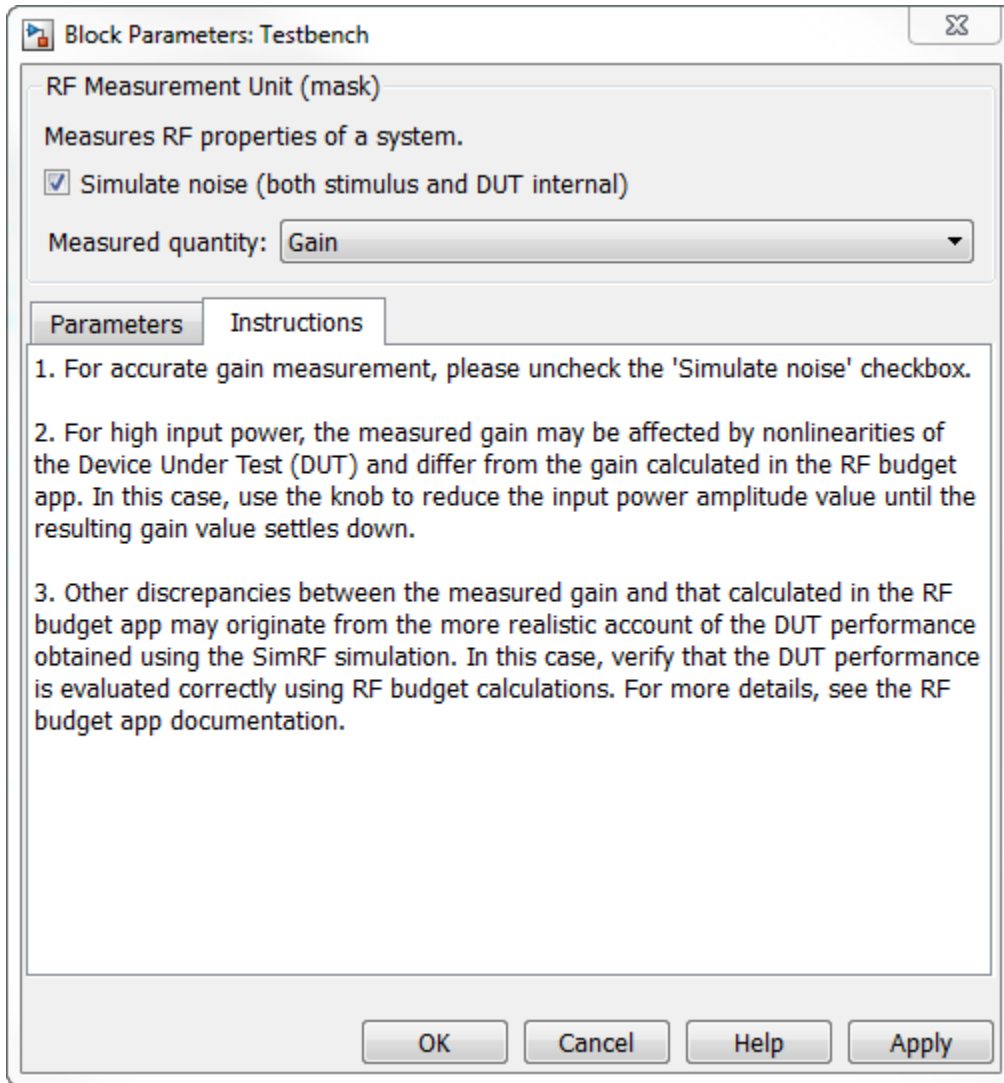 Block Parameters: Testbench
RF Measurement Unit (mask)
Measures RF properties of a system.
Simulate noise (both stimulus and DUT internal)
Measured quantity: Gain
Parameters Instructions
1. For accurate gain measurement, please uncheck the 'Simulate noise' checkbox.
2. For high input power, the measured gain may be affected by nonlinearities of
the Device Under Test (DUT) and differ from the gain calculated in the RF budget
app. In this case, use the knob to reduce the input power amplitude value until the
resulting gain value settles down.
3. Other discrepancies between the measured gain and that calculated in the RF
budget app may originate from the more realistic account of the DUT performance
obtained using the SimRF simulation. In this case, verify that the DUT performance
is evaluated correctly using RF budget calculations. For more details, see the RF
budget app documentation.
OK Cancel Help Apply